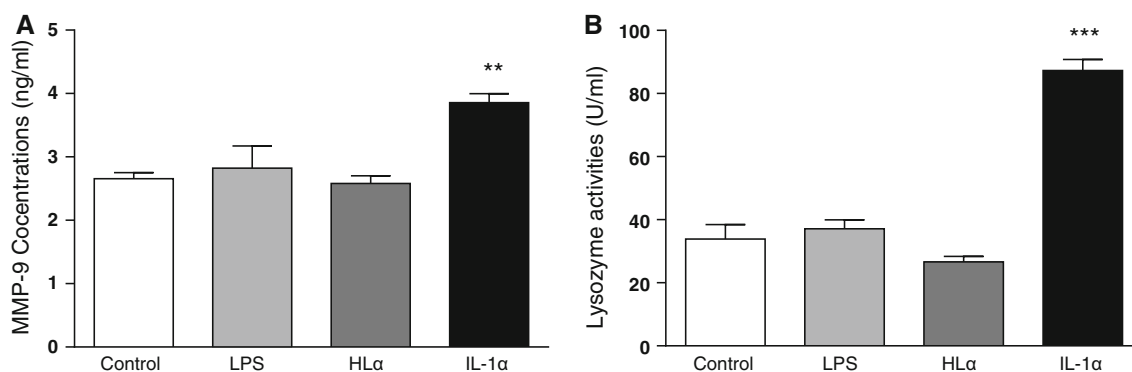 A
MMP-9 Cocentrations (ng/ml)
5
4
3
2
1
0
**
Control LPS HLα IL-1α
B
Lysozyme activities (U/ml)
100
80
60
40
20
0
***
Control LPS HLα IL-1α